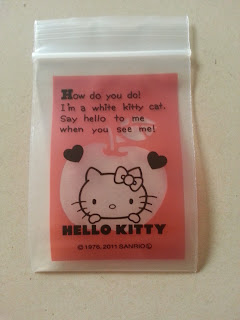 How do you do!
I'm a white kitty cat.
Say hello to me
when you see me!
HELLO KITTY
© 1976, 2011 SANRIO